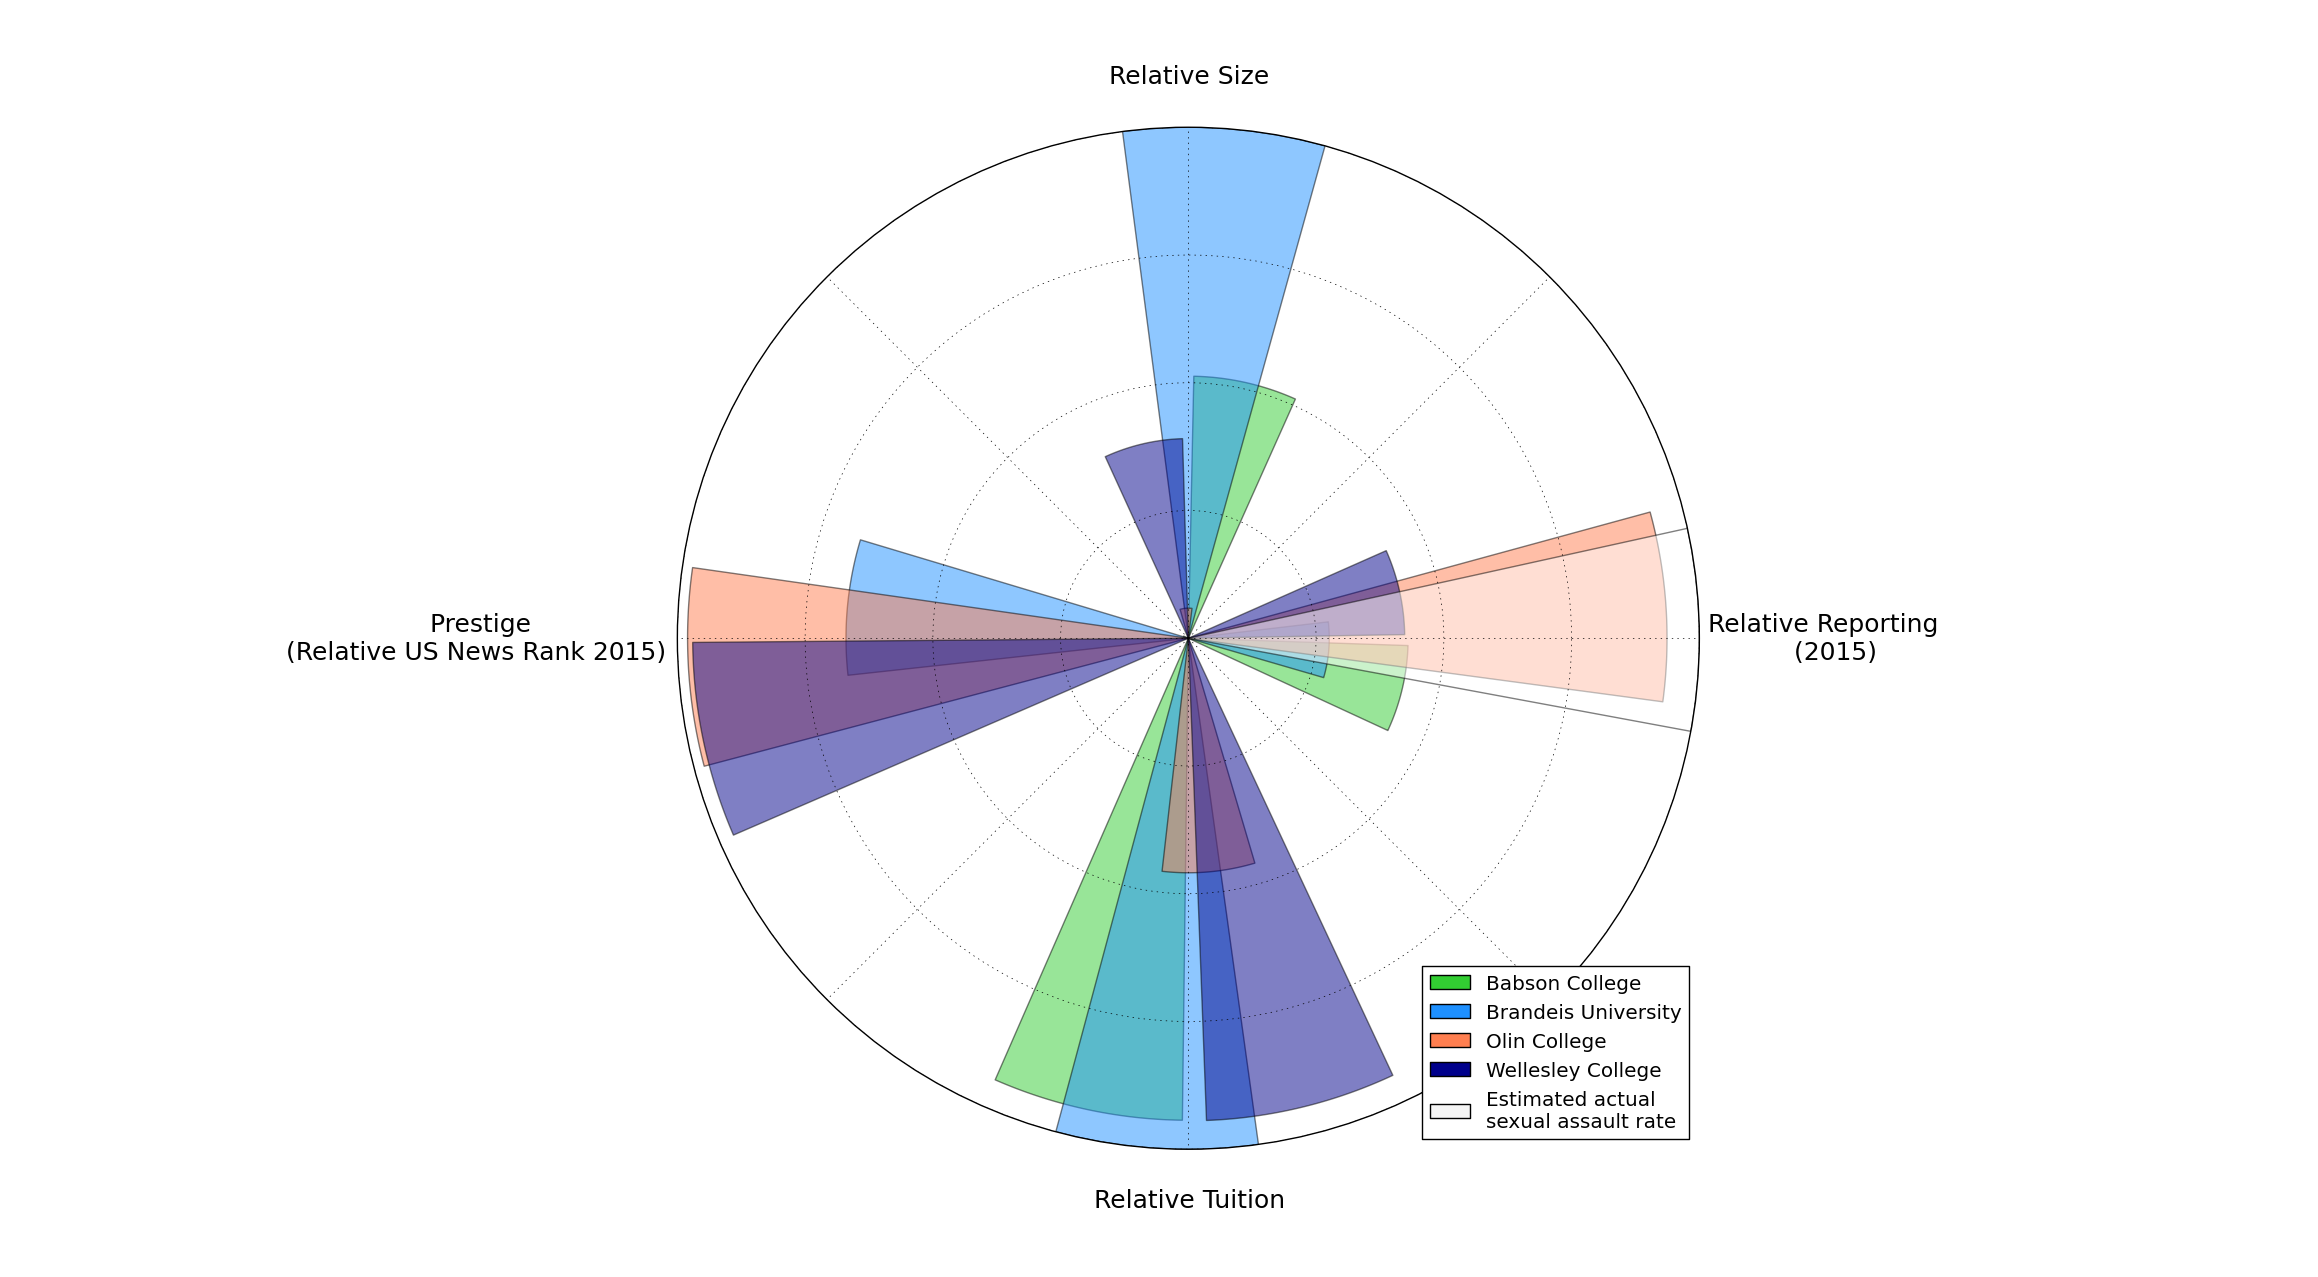 Relative Size
Prestige
(Relative US News Rank 2015)
Relative Reporting
(2015)
Babson College
Brandeis University
Olin College
Wellesley College
Estimated actual
sexual assault rate
Relative Tuition